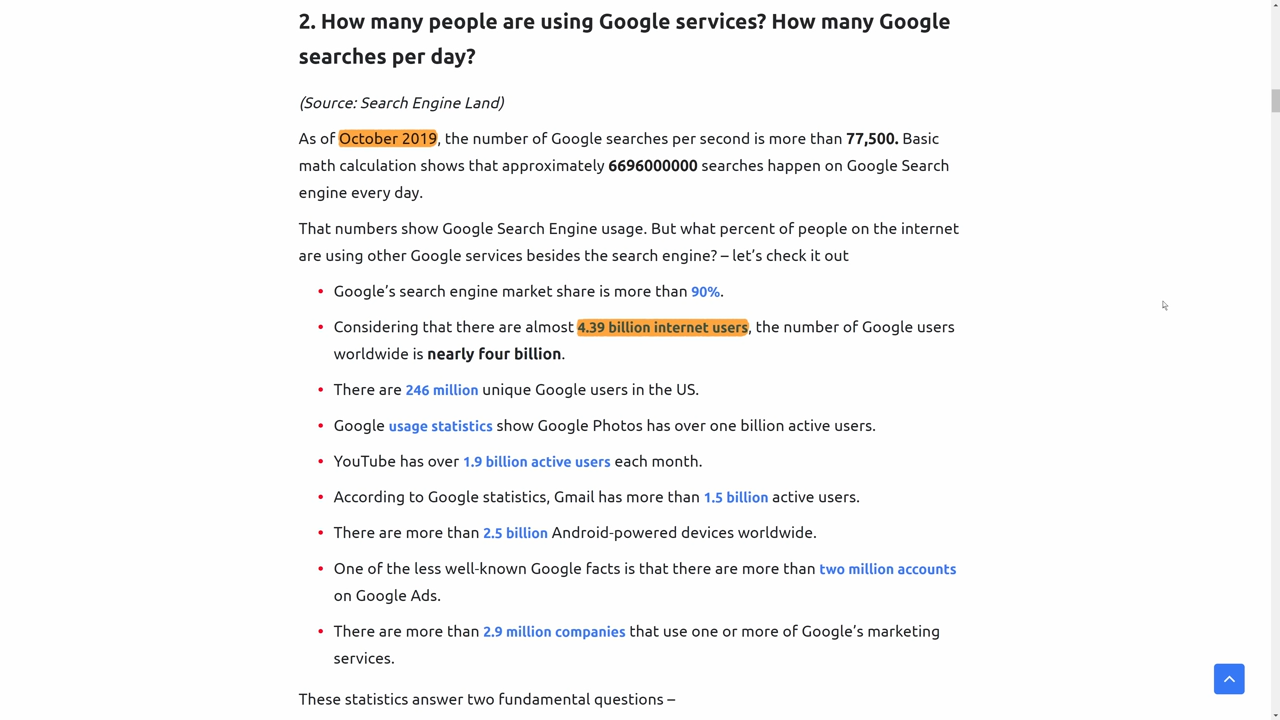 2. How many people are using Google services? How many Google
searches per day?
(Source: Search Engine Land)
As of October 2019, the number of Google searches per second is more than 77,500. Basic
math calculation shows that approximately 6696000000 searches happen on Google Search
engine every day.
That numbers show Google Search Engine usage. But what percent of people on the internet
are using other Google services besides the search engine? – let’s check it out
• Google’s search engine market share is more than 90%.
• Considering that there are almost 4.39 billion internet users, the number of Google users
worldwide is nearly four billion.
• There are 246 million unique Google users in the US.
• Google usage statistics show Google Photos has over one billion active users.
• YouTube has over 1.9 billion active users each month.
• According to Google statistics, Gmail has more than 1.5 billion active users.
• There are more than 2.5 billion Android-powered devices worldwide.
• One of the less well-known Google facts is that there are more than two million accounts
on Google Ads.
• There are more than 2.9 million companies that use one or more of Google’s marketing
services.
These statistics answer two fundamental questions –